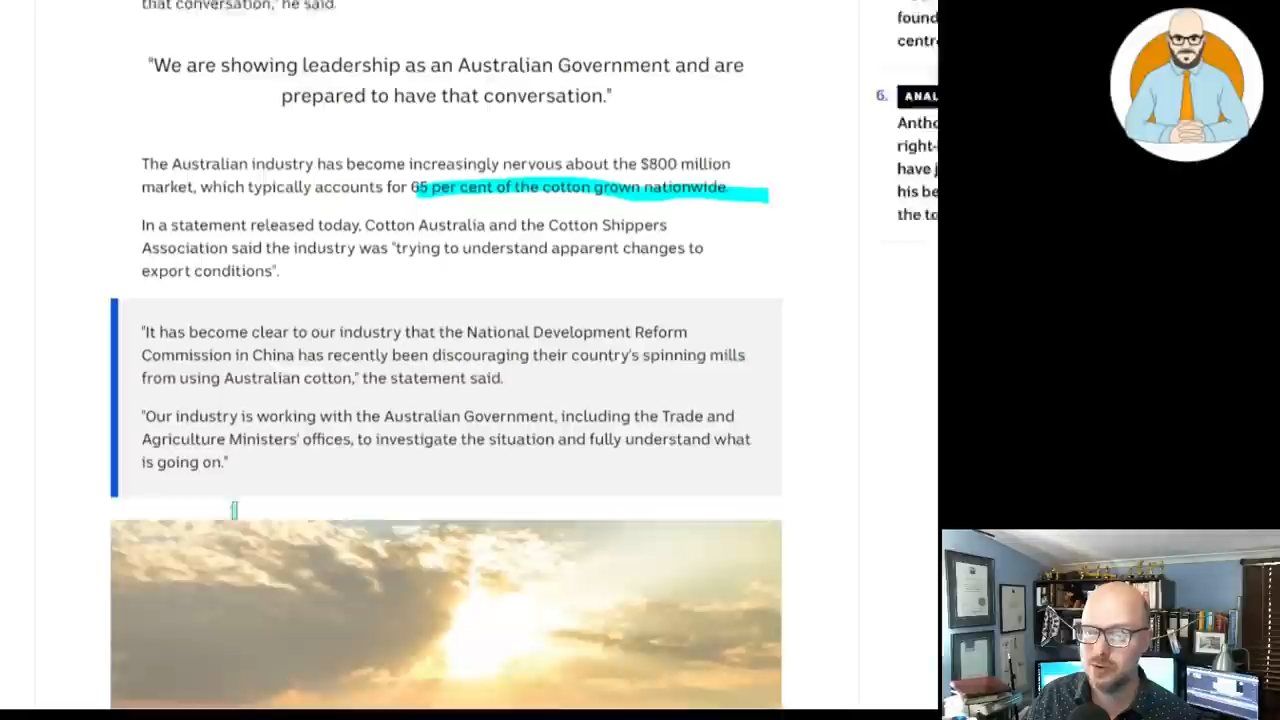 that conversation," he said.
"We are showing leadership as an Australian Government and are
prepared to have that conversation."
The Australian industry has become increasingly nervous about the $800 million
market, which typically accounts for 65 per cent of the cotton grown nationwide.
In a statement released today, Cotton Australia and the Cotton Shippers
Association said the industry was "trying to understand apparent changes to
export conditions".
"It has become clear to our industry that the National Development Reform
Commission in China has recently been discouraging their country's spinning mills
from using Australian cotton," the statement said.
"Our industry is working with the Australian Government, including the Trade and
Agriculture Ministers' offices, to investigate the situation and fully understand what
is going on."
found
centr
6. ANAL
Antho
right-
have j
his be
the to